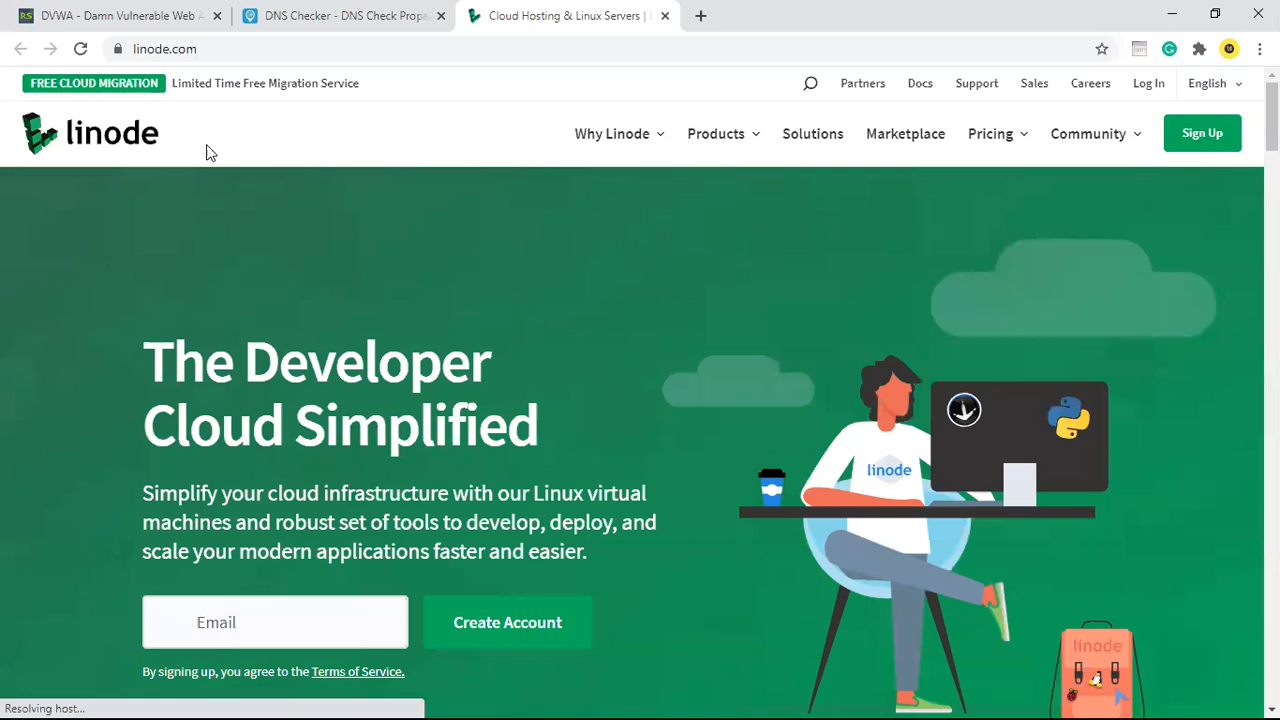 DVWA - Damn Vulnerable Web A
DNS Checker - DNS Check Propa
Cloud Hosting & Linux Servers |
linode.com
FREE CLOUD MIGRATION Limited Time Free Migration Service
Partners Docs Support Sales Careers Log In English
linode
Why Linode Products Solutions Marketplace Pricing Community Sign Up
The Developer
Cloud Simplified
Simplify your cloud infrastructure with our Linux virtual
machines and robust set of tools to develop, deploy, and
scale your modern applications faster and easier.
Email
Create Account
By signing up, you agree to the Terms of Service.
linode
linode
Resolving host...